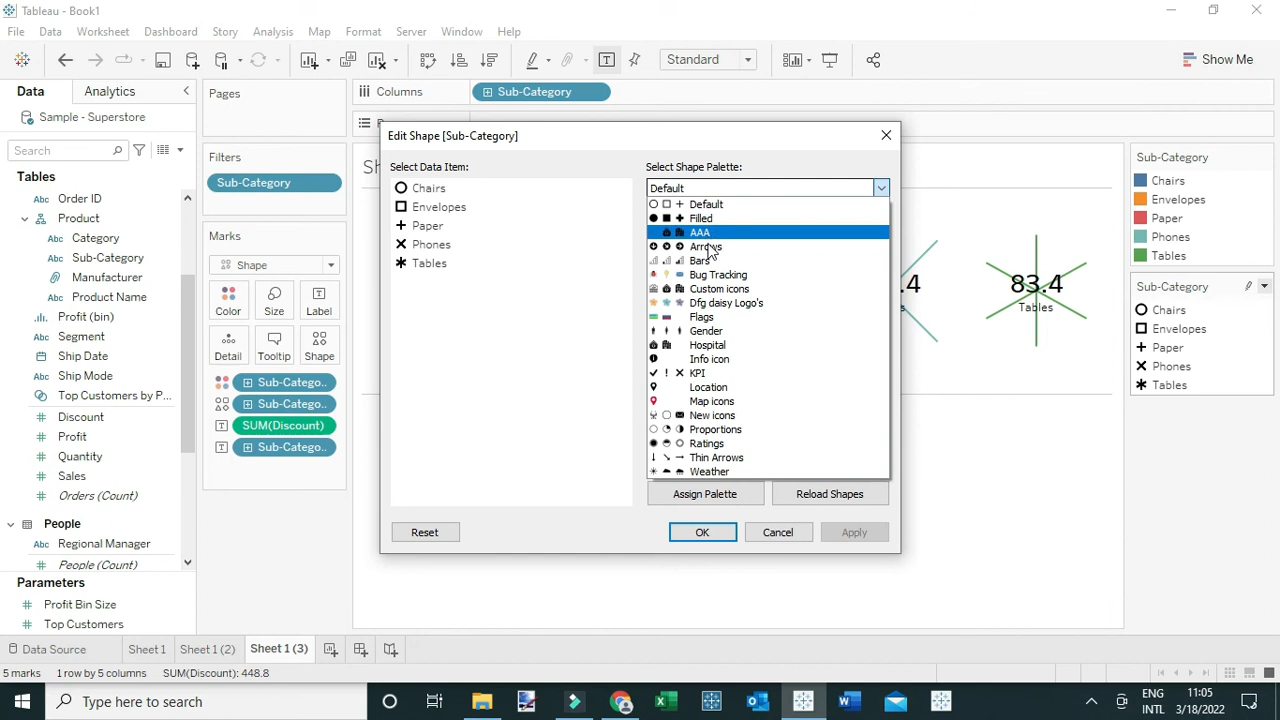 Tableau - Book1
File Data Worksheet Dashboard Story Analysis Map Format Server Window Help
Standard
Show Me
Data Analytics
Sample - Superstore
Search
Tables
Order ID
Product
Category
Sub-Category
Manufacturer
Product Name
Profit (bin)
Segment
Ship Date
Ship Mode
Top Customers by P...
Discount
Profit
Quantity
Sales
Orders (Count)
People
Regional Manager
People (Count)
Parameters
Profit Bin Size
Top Customers
Pages
Filters
Sub-Category
Marks
Shape
Color Size Label
Detail Tooltip Shape
Sub-Catego..
Sub-Catego..
SUM(Discount)
Sub-Catego..
Columns Sub-Category
Edit Shape [Sub-Category]
Select Data Item:
Chairs
Envelopes
Paper
Phones
Tables
Select Shape Palette:
Default
Default
Filled
AAA
Arrows
Bars
Bug Tracking
Custom icons
Dfg daisy Logo's
Flags
Gender
Hospital
Info icon
KPI
Location
Map icons
New icons
Proportions
Ratings
Thin Arrows
Weather
Assign Palette Reload Shapes
Reset OK Cancel Apply
.4
83.4
Tables
Sub-Category
Chairs
Envelopes
Paper
Phones
Tables
Sub-Category
Chairs
Envelopes
Paper
Phones
Tables
Data Source Sheet 1 Sheet 1 (2) Sheet 1 (3)
5 marks 1 row by 5 columns SUM(Discount): 448.8
Type here to search
ENG
INTL
11:05
3/18/2022